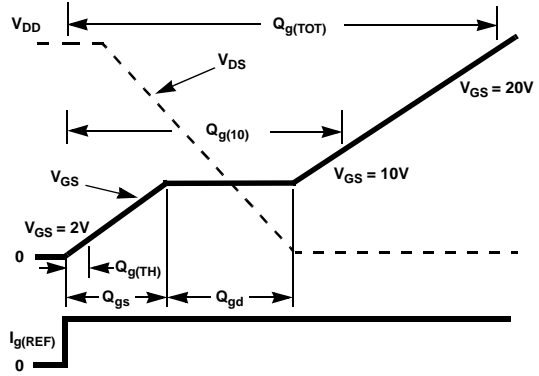 V_DD
Q_g(TOT)
V_DS
V_GS = 20V
Q_g(10)
V_GS
V_GS = 10V
V_GS = 2V
0
Q_g(TH)
Q_gs
Q_gd
I_g(REF)
0